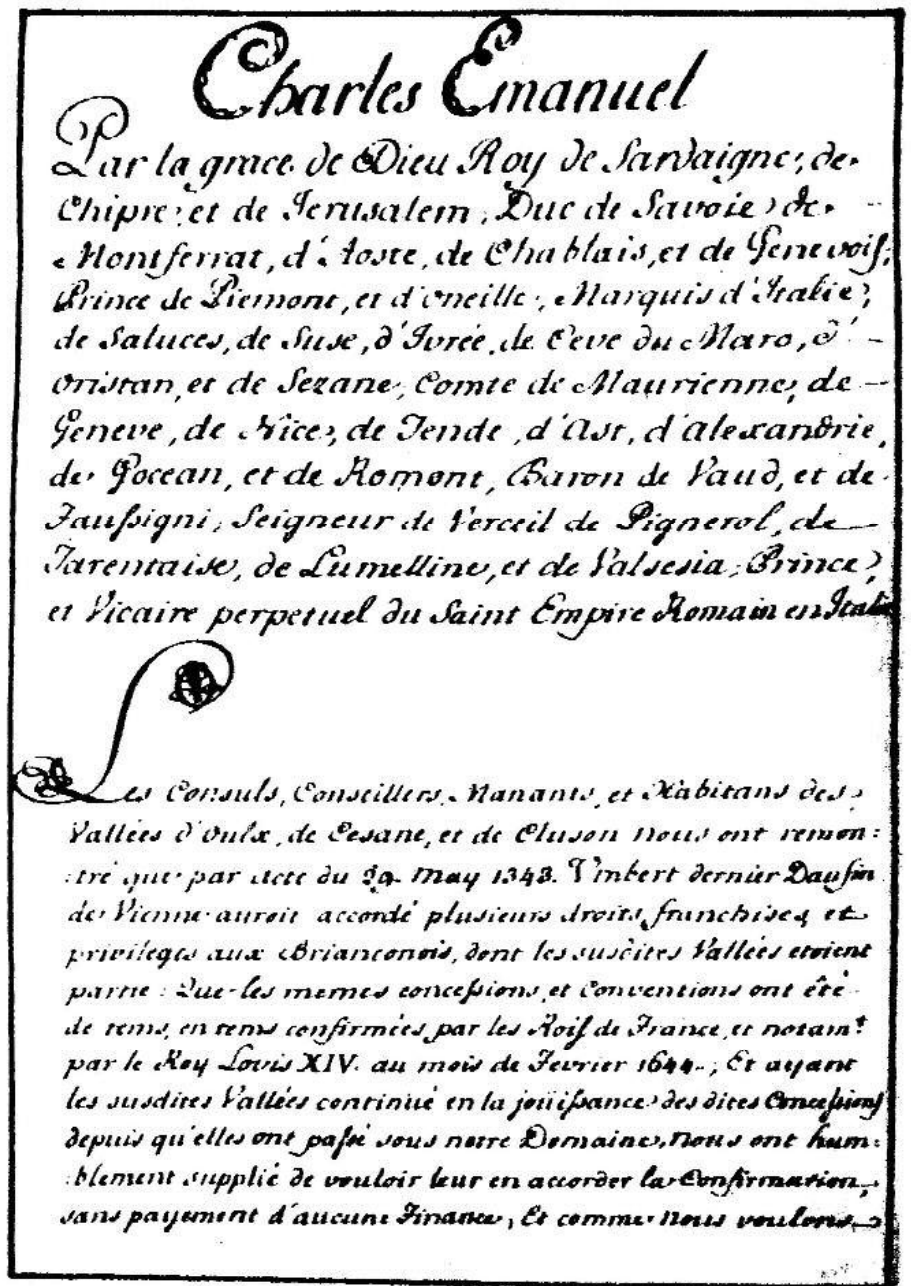 Charles Emanuel
Par la grace de Dieu Roy de Sardaigne, de
Chipre, et de Jerusalem, Duc de Savoie, de
Montferrat, d'Aoste, de Chablais, et de Genevois,
Prince de Piemont, et d'oneille, Marquis d'Italie,
de Saluces, de Suse, d'Ivrée, de Ceve du Maro, d'
oristan, et de Sezane, Comte de Maurienne, de
Geneve, de Nice, de Tende, d'Ast, d'alexandrie,
de Gocean, et de Romont, Baron de Vaud, et de
Faussigni, Seigneur de Verceil de Pignerol, de
Tarentaise, de Lumelline, et de Valsesia, Prince,
et Vicaire perpetuel du Saint Empire Romain en Italie
Les Consuls, Conseillers, Manants, et Habitans des
Vallées d'Oulx, de Cesane, et de Cluson nous ont remon:
:tré que par acte du May 1343. Vmbert dernier Daufin
de Vienne auroit accordé plusieurs droits, franchises, et
privileges aux Brianconois, dont les susdites Vallées etoient
partie: Que les memes concessions, et Conventions ont été
de tems, en tems confirmées, par les Rois de France, et notam.t
par le Roy Louis XIV. au mois de Fevrier 1644.; Et ayant
les susdites Vallées continué en la joüissance des dites Concessions
depuis qu'elles ont passé sous notre Domaine, nous ont hum:
:blement supplié de vouloir leur en accorder la Confirmation,
sans payement d'aucune Finance, Et comme nous voulons